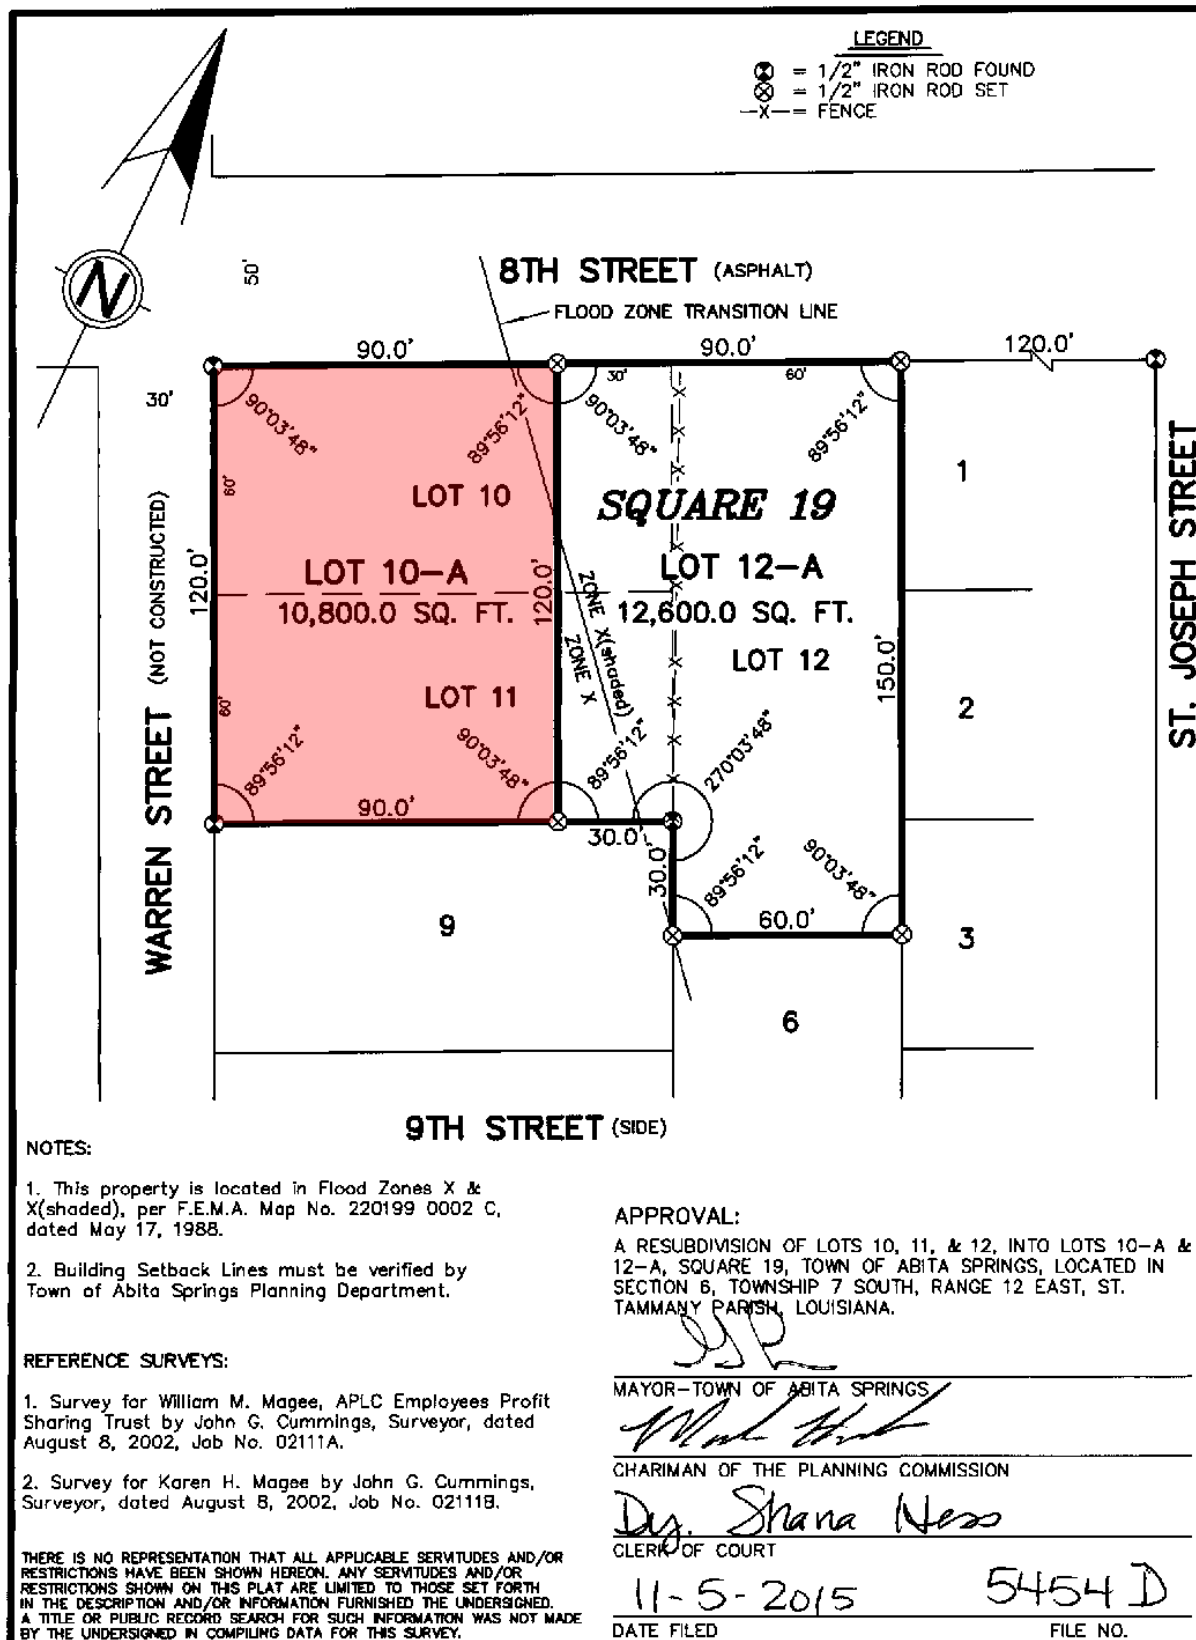 LEGEND
= 1/2" IRON ROD FOUND
= 1/2" IRON ROD SET
—X— = FENCE
N
50'
8TH STREET (ASPHALT)
FLOOD ZONE TRANSITION LINE
90.0'
90.0'
120.0'
30'
30'
60'
90°03'48"
89°56'12"
90°03'48"
89°56'12"
60'
LOT 10
SQUARE 19
1
LOT 10-A
10,800.0 SQ. FT.
120.0'
120.0'
LOT 12-A
12,600.0 SQ. FT.
ZONE X(shaded)
ZONE X
LOT 12
150.0'
LOT 11
60'
2
WARREN STREET (NOT CONSTRUCTED)
ST. JOSEPH STREET
89°56'12"
90°03'48"
89°56'12"
270°03'48"
90.0'
30.0'
30.0'
89°56'12"
90°03'48"
60.0'
9
3
6
9TH STREET (SIDE)
NOTES:
1. This property is located in Flood Zones X &
X(shaded), per F.E.M.A. Map No. 220199 0002 C,
dated May 17, 1988.
2. Building Setback Lines must be verified by
Town of Abita Springs Planning Department.
REFERENCE SURVEYS:
1. Survey for William M. Magee, APLC Employees Profit
Sharing Trust by John G. Cummings, Surveyor, dated
August 8, 2002, Job No. 02111A.
2. Survey for Karen H. Magee by John G. Cummings,
Surveyor, dated August 8, 2002, Job No. 02111B.
THERE IS NO REPRESENTATION THAT ALL APPLICABLE SERVITUDES AND/OR
RESTRICTIONS HAVE BEEN SHOWN HEREON. ANY SERVITUDES AND/OR
RESTRICTIONS SHOWN ON THIS PLAT ARE LIMITED TO THOSE SET FORTH
IN THE DESCRIPTION AND/OR INFORMATION FURNISHED THE UNDERSIGNED.
A TITLE OR PUBLIC RECORD SEARCH FOR SUCH INFORMATION WAS NOT MADE
BY THE UNDERSIGNED IN COMPILING DATA FOR THIS SURVEY.
APPROVAL:
A RESUBDIVISION OF LOTS 10, 11, & 12, INTO LOTS 10-A &
12-A, SQUARE 19, TOWN OF ABITA SPRINGS, LOCATED IN
SECTION 6, TOWNSHIP 7 SOUTH, RANGE 12 EAST, ST.
TAMMANY PARISH, LOUISIANA.
MAYOR-TOWN OF ABITA SPRINGS
CHARIMAN OF THE PLANNING COMMISSION
Dy. Shana Ness
CLERK OF COURT
11-5-2015 5454 D
DATE FILED FILE NO.